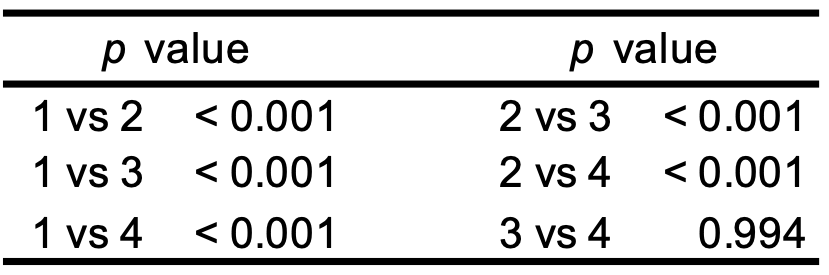 p value p value
1 vs 2 < 0.001 2 vs 3 < 0.001
1 vs 3 < 0.001 2 vs 4 < 0.001
1 vs 4 < 0.001 3 vs 4 0.994